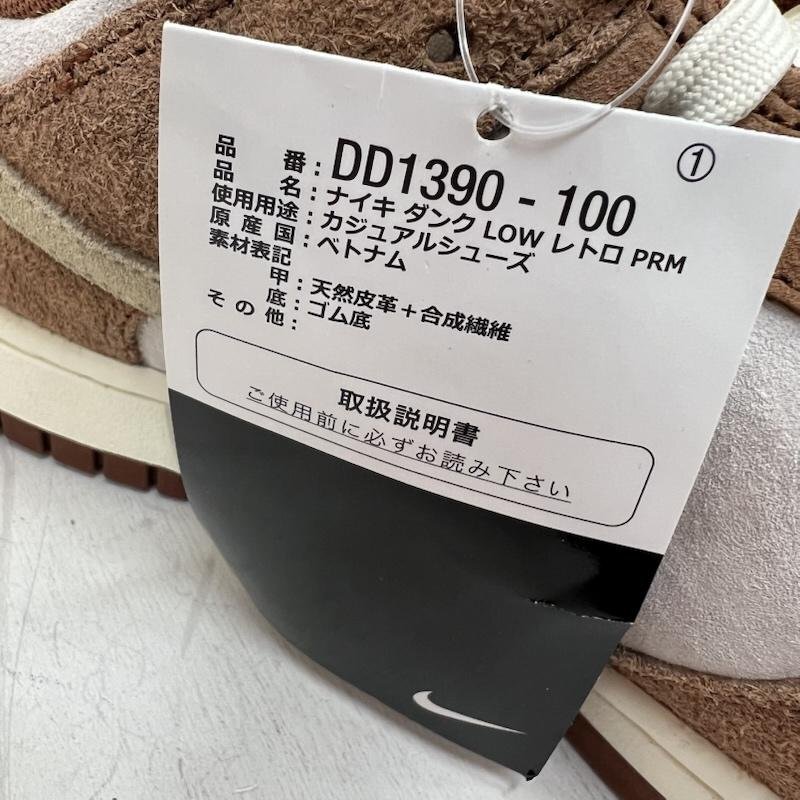 ①
品 番：DD1390 - 100
品 名：ナイキ ダンク LOW レトロ PRM
使用用途：カジュアルシューズ
原 産 国：ベトナム
素材表記
甲：天然皮革＋合成繊維
底：ゴム底
そ の 他：
取扱説明書
ご使用前に必ずお読み下さい